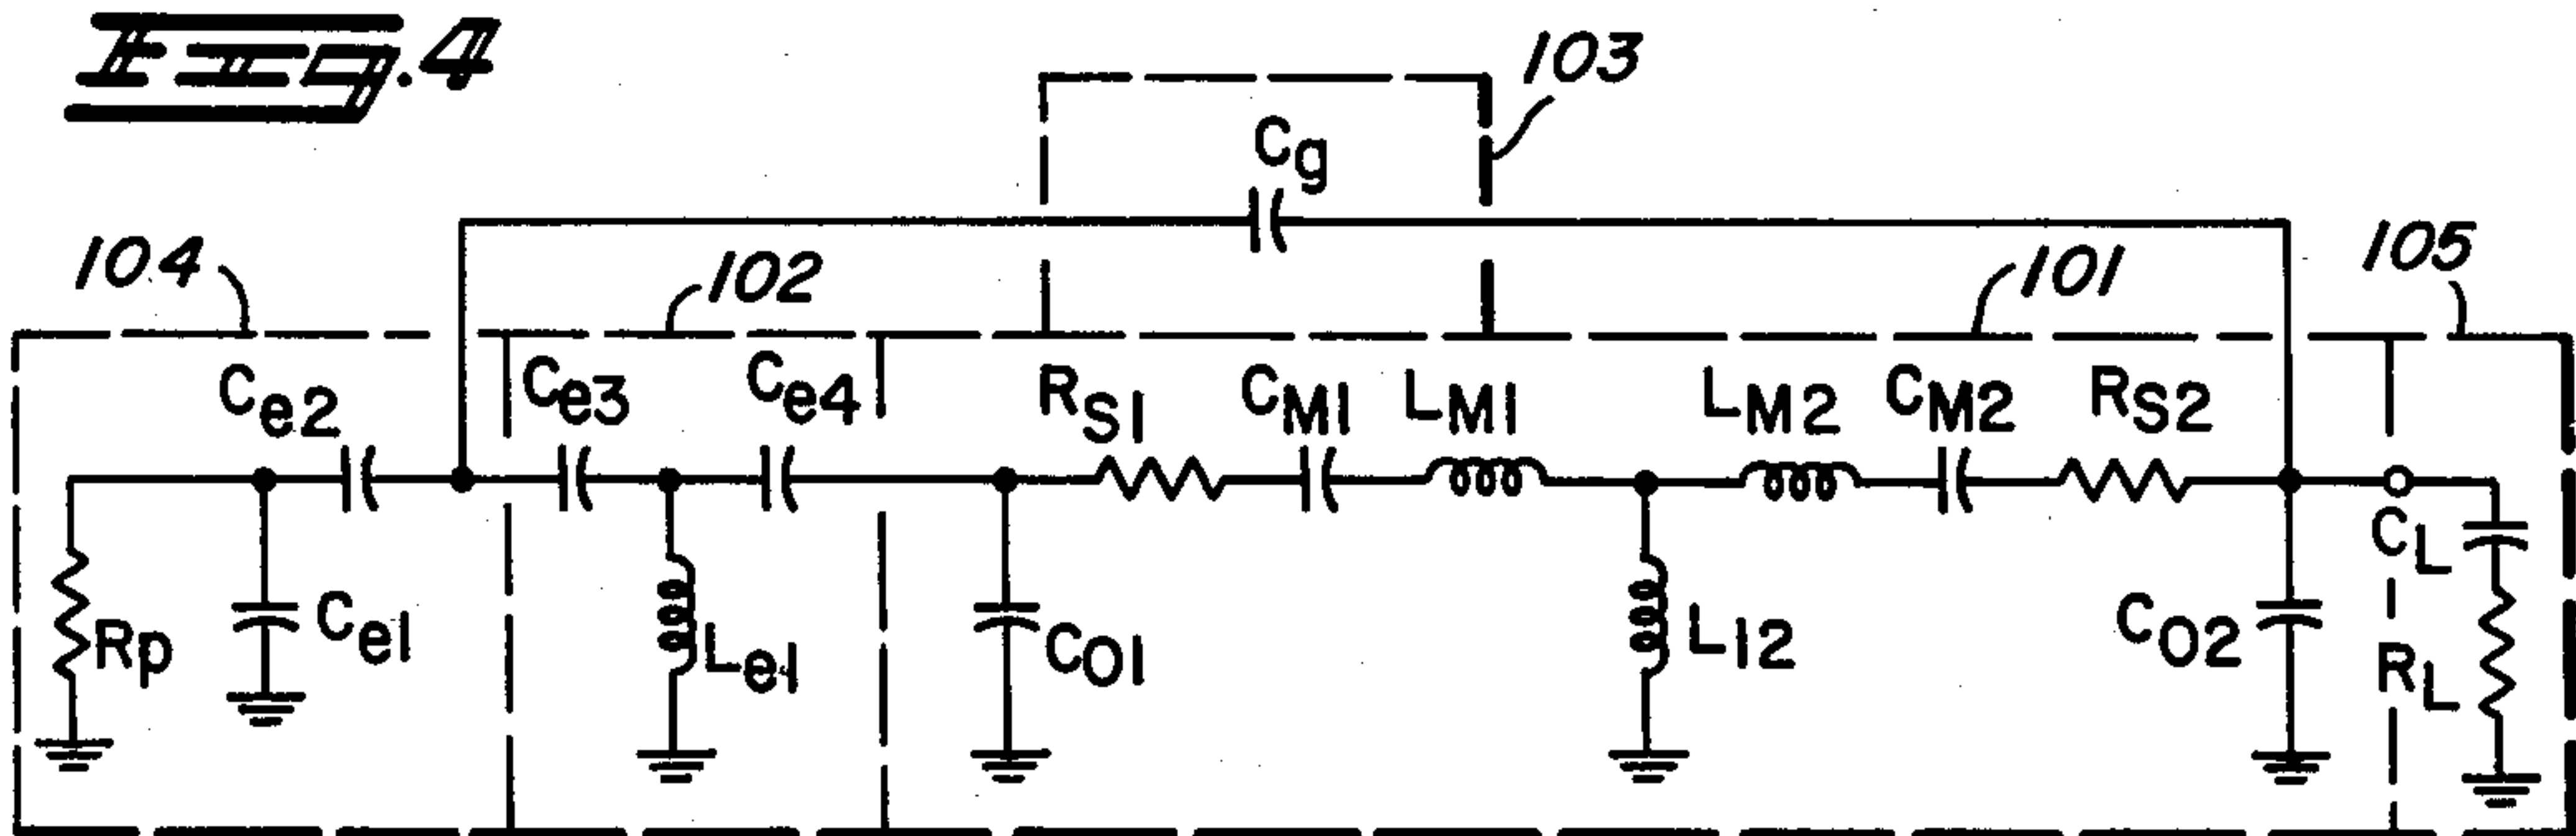 Fig. 4
103
Cg
104
102
101
105
Ce2
Ce3
Ce4
RS1
CM1
LM1
LM2
CM2
RS2
CL
Rp
Ce1
Le1
CO1
L12
CO2
RL